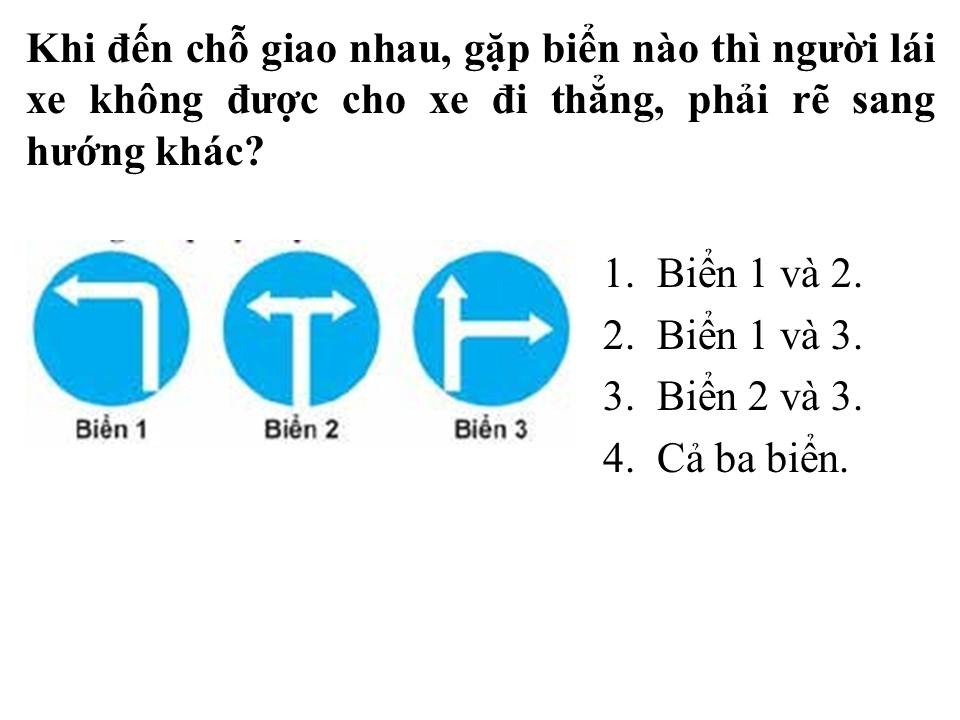 Khi đến chỗ giao nhau, gặp biển nào thì người lái
xe không được cho xe đi thẳng, phải rẽ sang
hướng khác?
1. Biển 1 và 2.
2. Biển 1 và 3.
3. Biển 2 và 3.
4. Cả ba biển.
Biển 1
Biển 2
Biển 3